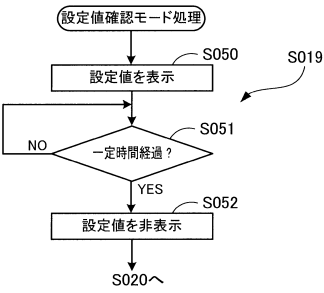 設定値確認モード処理
S050
S019
設定値を表示
S051
一定時間経過？
NO
YES
S052
設定値を非表示
S020へ